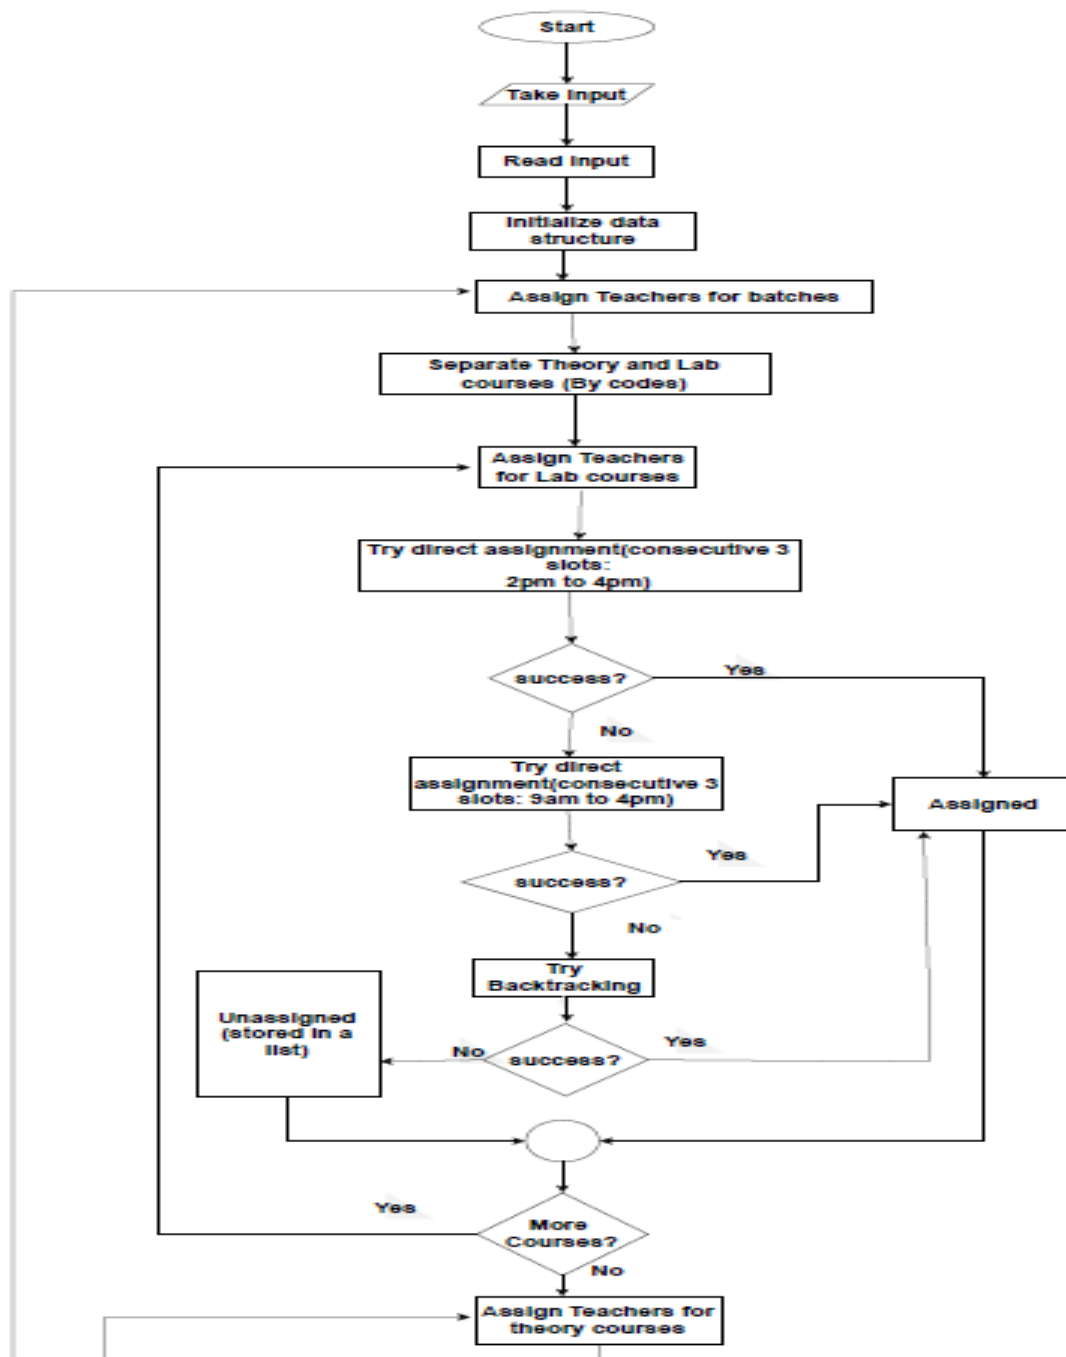 Start
Take Input
Read Input
Initialize data
structure
Assign Teachers for batches
Separate Theory and Lab
courses (By codes)
Assign Teachers
for Lab courses
Try direct assignment(consecutive 3
slots:
2pm to 4pm)
success?
Yes
No
Try direct
assignment(consecutive 3
slots: 9am to 4pm)
Assigned
success?
Yes
No
Try
Backtracking
Unassigned
(stored in a
list)
No
success?
Yes
Yes
More
Courses?
No
Assign Teachers for
theory courses